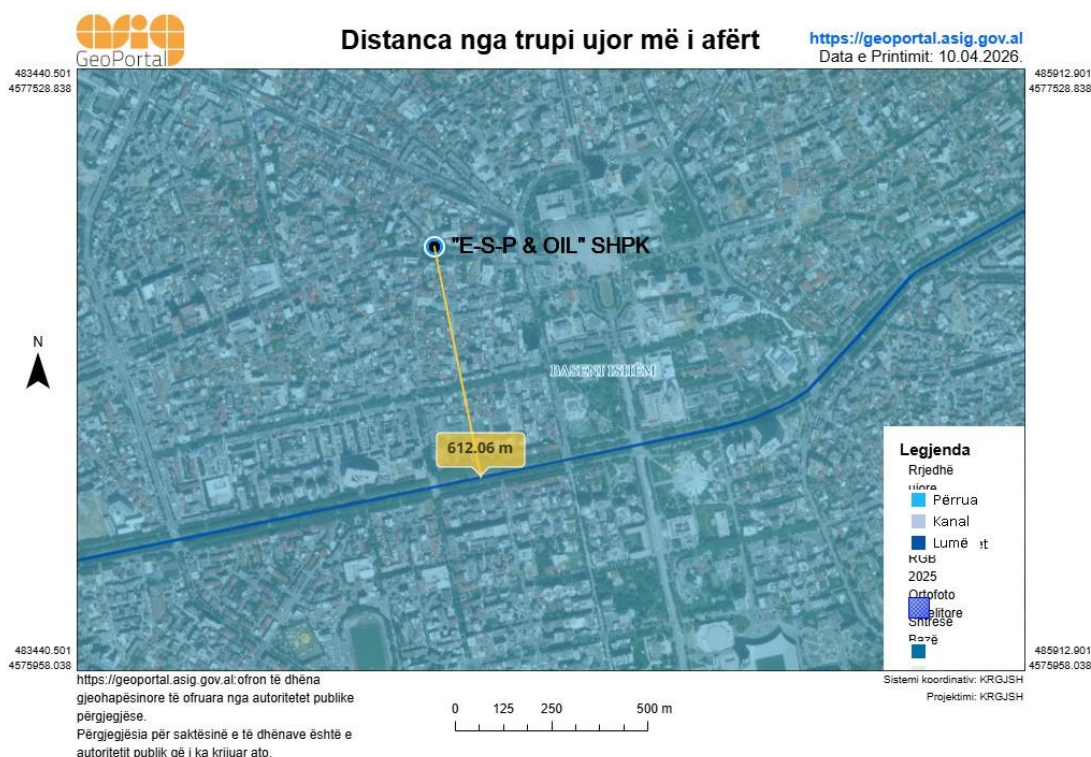 asig
GeoPortal
Distanca nga trupi ujor më i afërt
https://geoportal.asig.gov.al
Data e Printimit: 10.04.2026.
483440.501
4577528.838
485912.901
4577528.838
"E-S-P & OIL" SHPK
N
BASENI ISHËM
612.06 m
Legjenda
Rrjedhë
ujore
Përrua
Kanal
Lumë
RGB
2025
Ortofoto
Shtresë
Bazë
483440.501
4575958.038
485912.901
4575958.038
https://geoportal.asig.gov.al:ofron të dhëna
gjeohapësinore të ofruara nga autoritetet publike
përgjegjëse.
Përgjegjësia për saktësinë e të dhënave është e
autoritetit publik që i ka krijuar ato.
0 125 250 500 m
Sistemi koordinativ: KRGJSH
Projektimi: KRGJSH